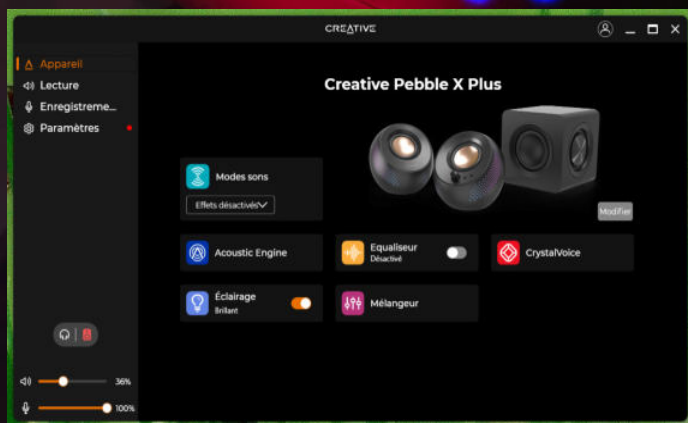 CREATIVE
Appareil
Lecture
Enregistreme...
Paramètres
Creative Pebble X Plus
Modes sons
Effets désactivés
Modifier
Acoustic Engine
Equaliseur
Désactivé
CrystalVoice
Éclairage
Brillant
Mélangeur
36%
100%